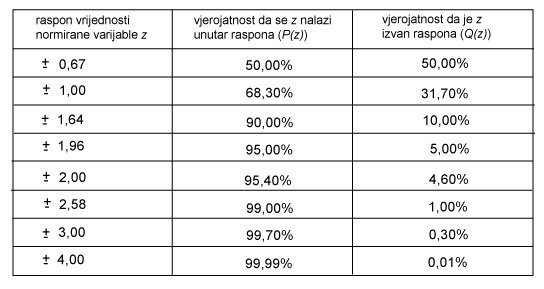 raspon vrijednosti
normirane varijable z
vjerojatnost da se z nalazi
unutar raspona (P(z))
vjerojatnost da je z
izvan raspona (Q(z))
± 0,67 50,00% 50,00%
± 1,00 68,30% 31,70%
± 1,64 90,00% 10,00%
± 1,96 95,00% 5,00%
± 2,00 95,40% 4,60%
± 2,58 99,00% 1,00%
± 3,00 99,70% 0,30%
± 4,00 99,99% 0,01%